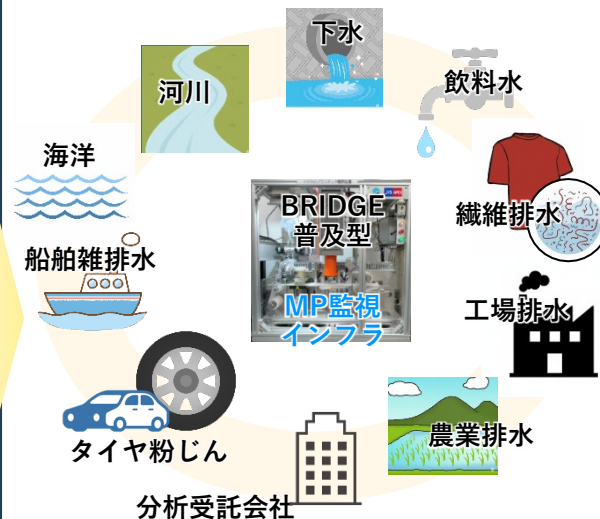 下水
河川
飲料水
海洋
BRIDGE
普及型
繊維排水
船舶雑排水
MP監視
インフラ
工場排水
農業排水
タイヤ粉じん
分析受託会社